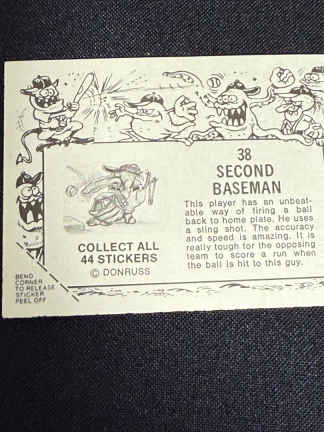 38
SECOND
BASEMAN
This player has an unbeat-
able way of firing a ball
back to home plate. He uses
a sling shot. The accuracy
and speed is amazing. It is
really tough for the opposing
team to score a run when
the ball is hit to this guy.
COLLECT ALL
44 STICKERS
© DONRUSS
BEND
CORNER
TO RELEASE
STICKER
PEEL OFF